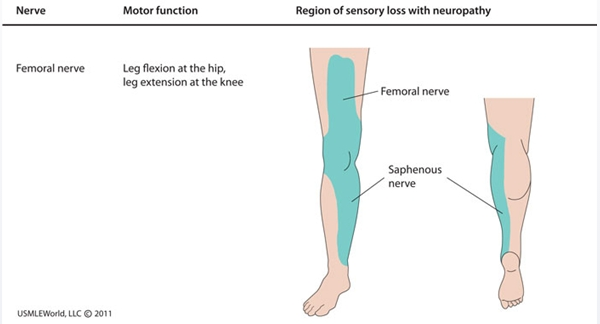 Nerve Motor function Region of sensory loss with neuropathy
Femoral nerve Leg flexion at the hip,
leg extension at the knee
Femoral nerve
Saphenous
nerve
USMLEWorld, LLC © 2011